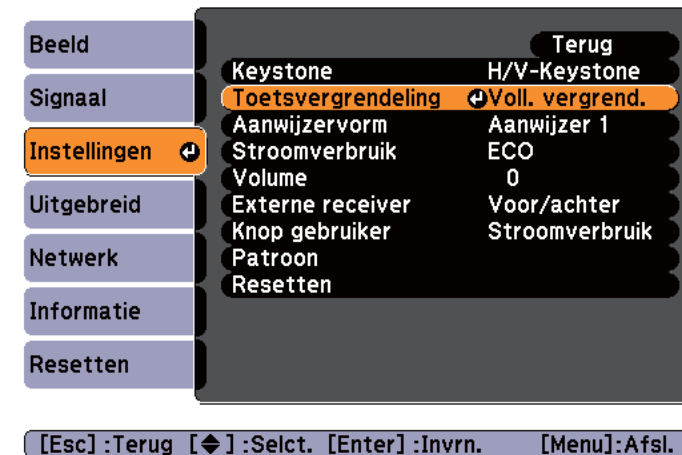 Beeld
Signaal
Instellingen
Uitgebreid
Netwerk
Informatie
Resetten
Terug
Keystone H/V-Keystone
Toetsvergrendeling Voll. vergrend.
Aanwijzervorm Aanwijzer 1
Stroomverbruik ECO
Volume 0
Externe receiver Voor/achter
Knop gebruiker Stroomverbruik
Patroon
Resetten
[Esc] :Terug [◆] :Selct. [Enter] :Invrn. [Menu]:Afsl.